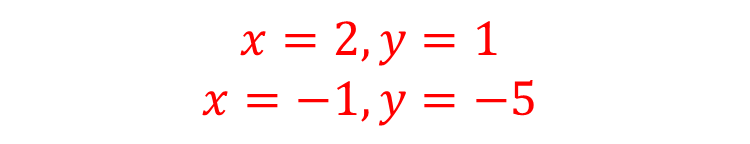 x = 2, y = 1
x = −1, y = −5